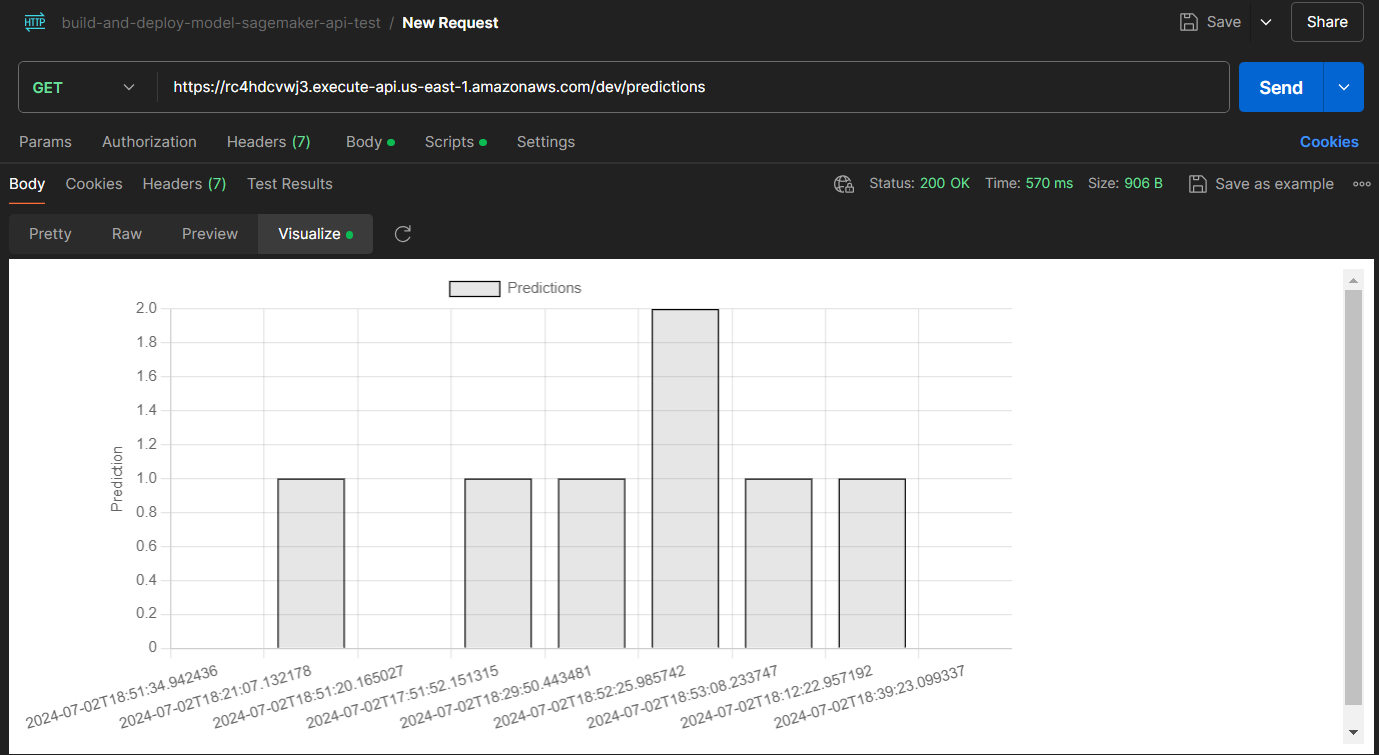 HTTP build-and-deploy-model-sagemaker-api-test / New Request Save Share
GET https://rc4hdcvwj3.execute-api.us-east-1.amazonaws.com/dev/predictions Send
Params Authorization Headers (7) Body Scripts Settings Cookies
Body Cookies Headers (7) Test Results Status: 200 OK Time: 570 ms Size: 906 B Save as example
Pretty Raw Preview Visualize
Predictions
2.0
1.8
1.6
1.4
1.2
1.0
0.8
0.6
0.4
0.2
0
Prediction
2024-07-02T18:51:34.942436
2024-07-02T18:21:07.132178
2024-07-02T18:51:20.165027
2024-07-02T17:51:52.151315
2024-07-02T18:29:50.443481
2024-07-02T18:52:25.985742
2024-07-02T18:53:08.233747
2024-07-02T18:12:22.957192
2024-07-02T18:39:23.099337